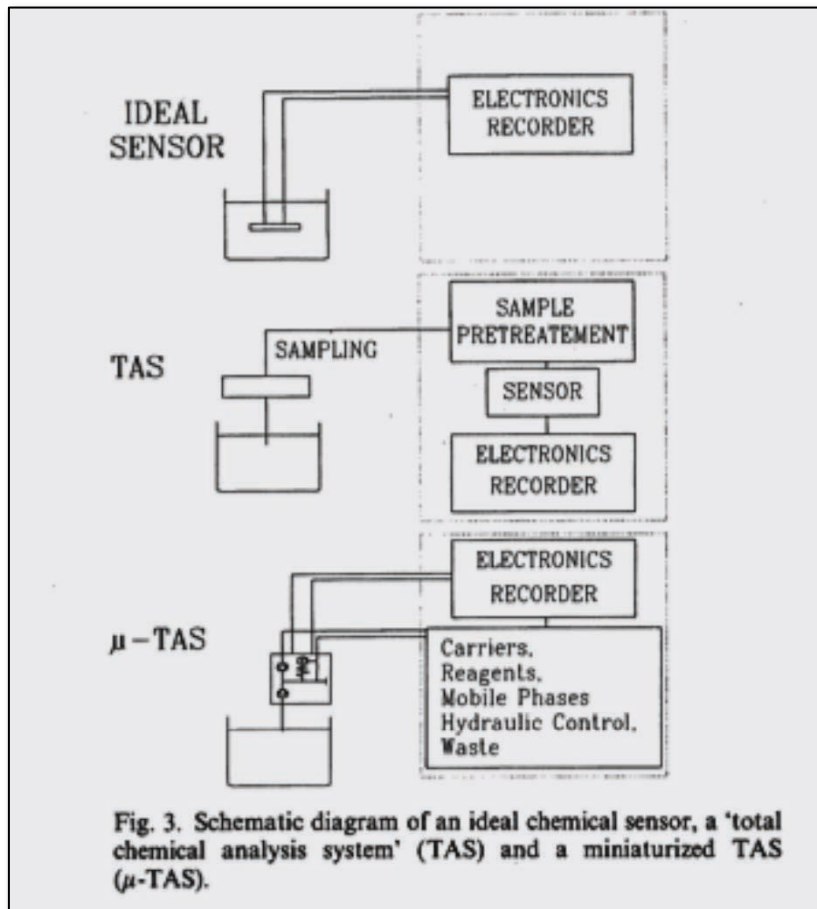 IDEAL
SENSOR
ELECTRONICS
RECORDER
TAS
SAMPLING
SAMPLE
PRETREATEMENT
SENSOR
ELECTRONICS
RECORDER
μ-TAS
ELECTRONICS
RECORDER
Carriers,
Reagents,
Mobile Phases
Hydraulic Control,
Waste
Fig. 3. Schematic diagram of an ideal chemical sensor, a 'total
chemical analysis system' (TAS) and a miniaturized TAS
(μ-TAS).